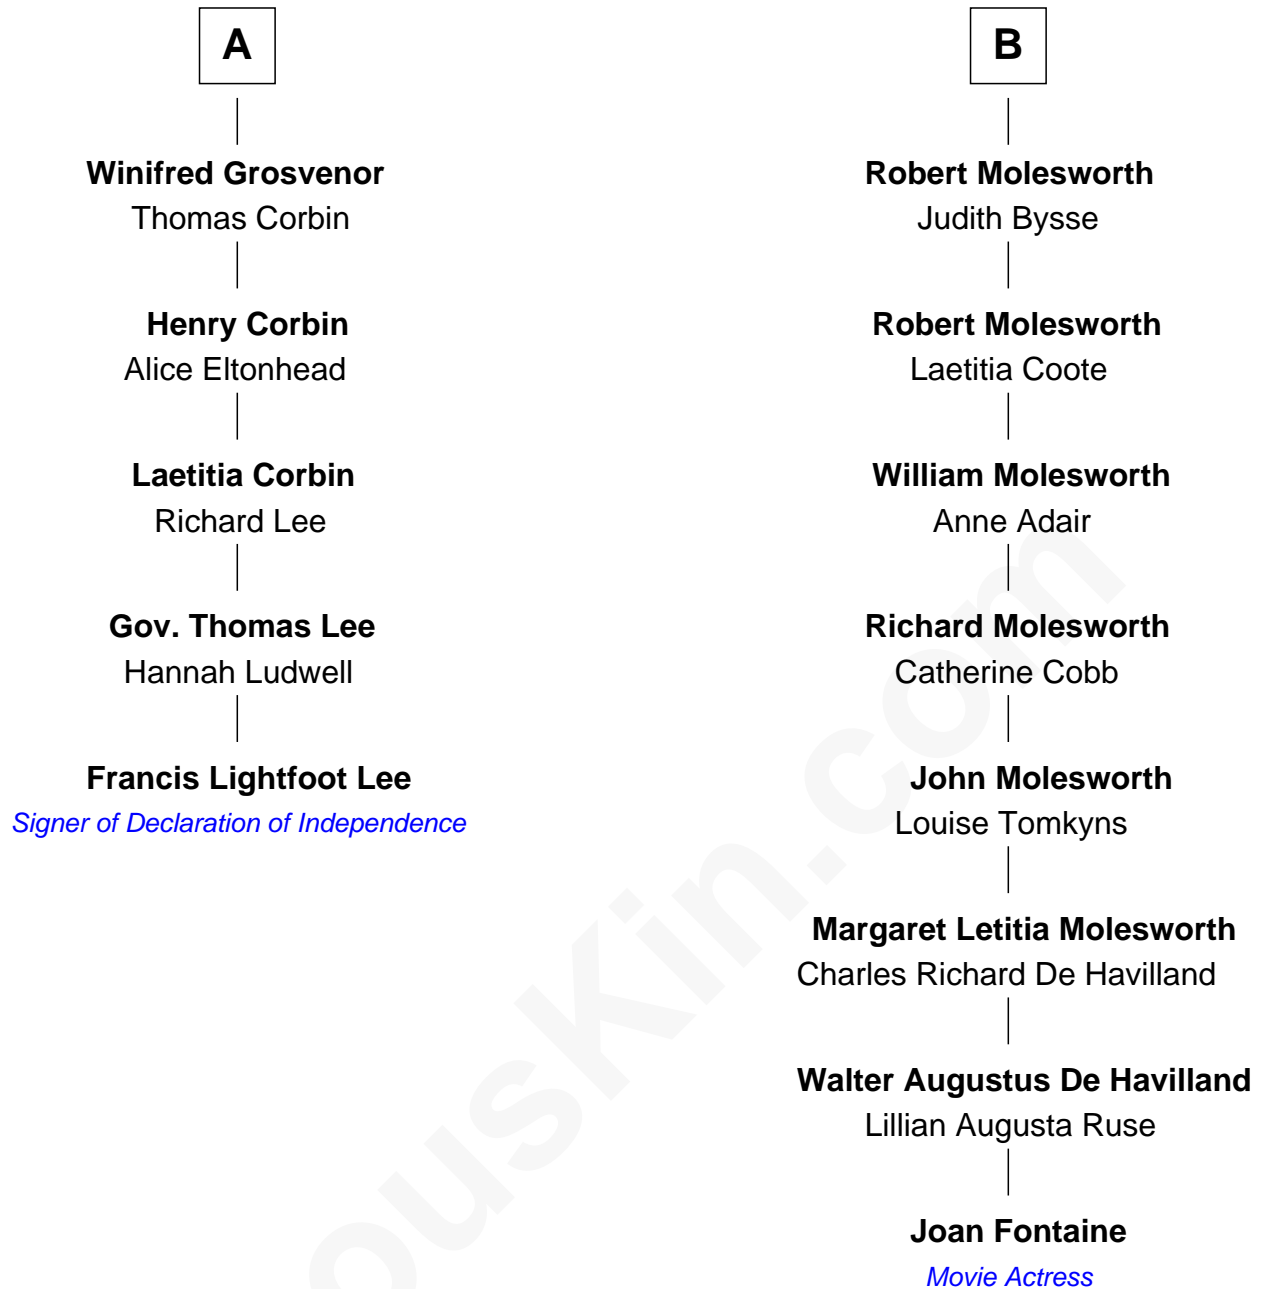 A
Winifred Grosvenor
Thomas Corbin
Henry Corbin
Alice Eltonhead
Laetitia Corbin
Richard Lee
Gov. Thomas Lee
Hannah Ludwell
Francis Lightfoot Lee
Signer of Declaration of Independence
B
Robert Molesworth
Judith Bysse
Robert Molesworth
Laetitia Coote
William Molesworth
Anne Adair
Richard Molesworth
Catherine Cobb
John Molesworth
Louise Tomkyns
Margaret Letitia Molesworth
Charles Richard De Havilland
Walter Augustus De Havilland
Lillian Augusta Ruse
Joan Fontaine
Movie Actress
ousKin.com